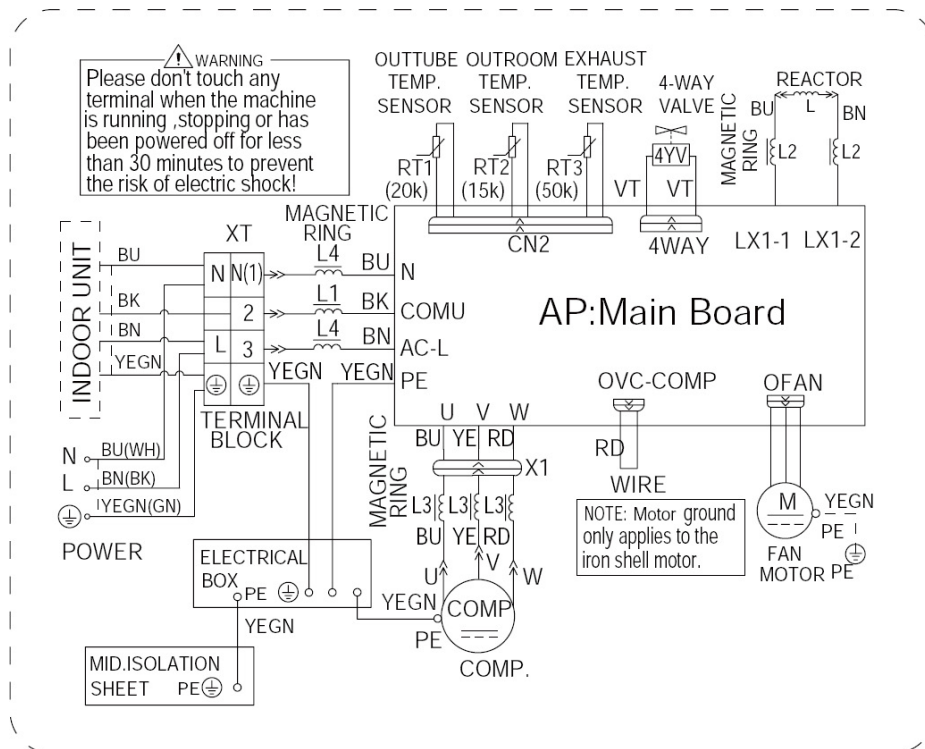 WARNING
Please don't touch any
terminal when the machine
is running ,stopping or has
been powered off for less
than 30 minutes to prevent
the risk of electric shock!
OUTTUBE OUTROOM EXHAUST
TEMP. TEMP. TEMP.
SENSOR SENSOR SENSOR
4-WAY
VALVE
MAGNETIC
RING
REACTOR
BU L BN
L2 L2
RT1 RT2 RT3
(20k) (15k) (50k)
4YV
VT VT
CN2
4WAY
LX1-1 LX1-2
INDOOR UNIT
BU
BK
BN
YEGN
XT
N N(1)
2
L 3
TERMINAL
BLOCK
MAGNETIC
RING
L4 BU N
L1 BK COMU
L4 BN AC-L
YEGN YEGN PE
AP:Main Board
OVC-COMP
OFAN
U V W
BU YE RD
X1
MAGNETIC
RING
L3 L3 L3
BU YE RD
U V W
RD
WIRE
NOTE: Motor ground
only applies to the
iron shell motor.
M
YEGN
PE
FAN
MOTOR
PE
N BU(WH)
L BN(BK)
YEGN(GN)
POWER
ELECTRICAL
BOX PE
YEGN
YEGN
PE
COMP
COMP.
MID.ISOLATION
SHEET PE